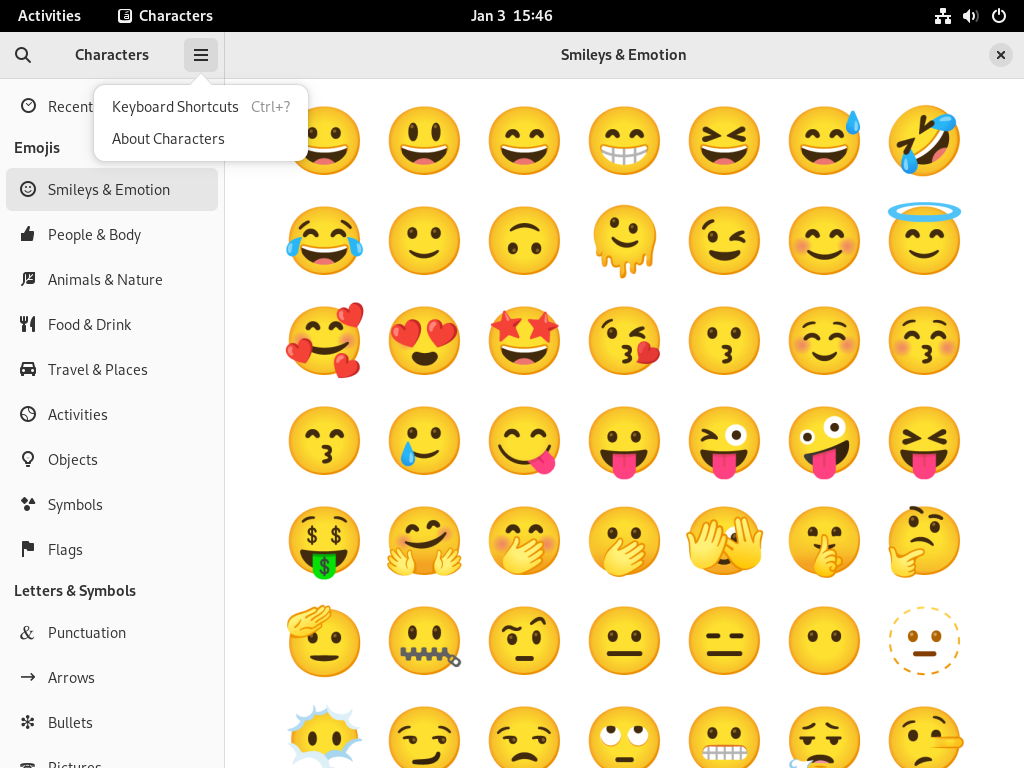 Activities
Characters
Jan 3 15:46
Characters
Smileys & Emotion
Recent
Keyboard Shortcuts Ctrl+?
About Characters
Emojis
Smileys & Emotion
People & Body
Animals & Nature
Food & Drink
Travel & Places
Activities
Objects
Symbols
Flags
Letters & Symbols
& Punctuation
Arrows
Bullets
Pictures